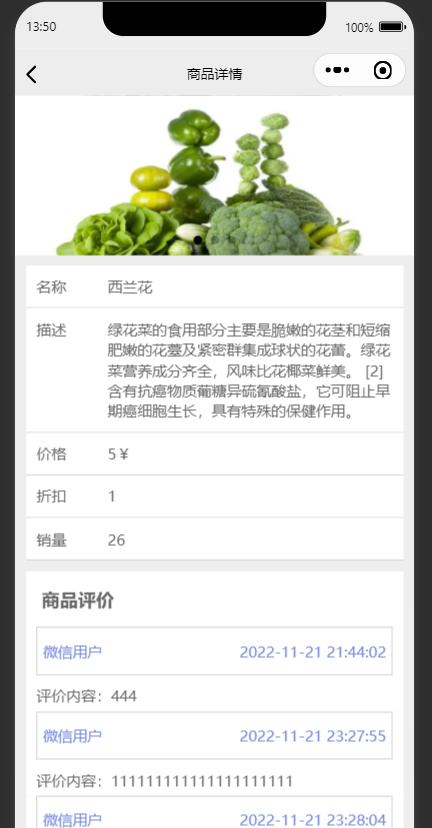 13:50
100%
商品详情
名称 西兰花
描述 绿花菜的食用部分主要是脆嫩的花茎和短缩
肥嫩的花薹及紧密群集成球状的花蕾。绿花
菜营养成分齐全，风味比花椰菜鲜美。 [2]
含有抗癌物质葡糖异硫氰酸盐，它可阻止早
期癌细胞生长，具有特殊的保健作用。
价格 5￥
折扣 1
销量 26
商品评价
微信用户 2022-11-21 21:44:02
评价内容：444
微信用户 2022-11-21 23:27:55
评价内容：111111111111111111111
微信用户 2022-11-21 23:28:04